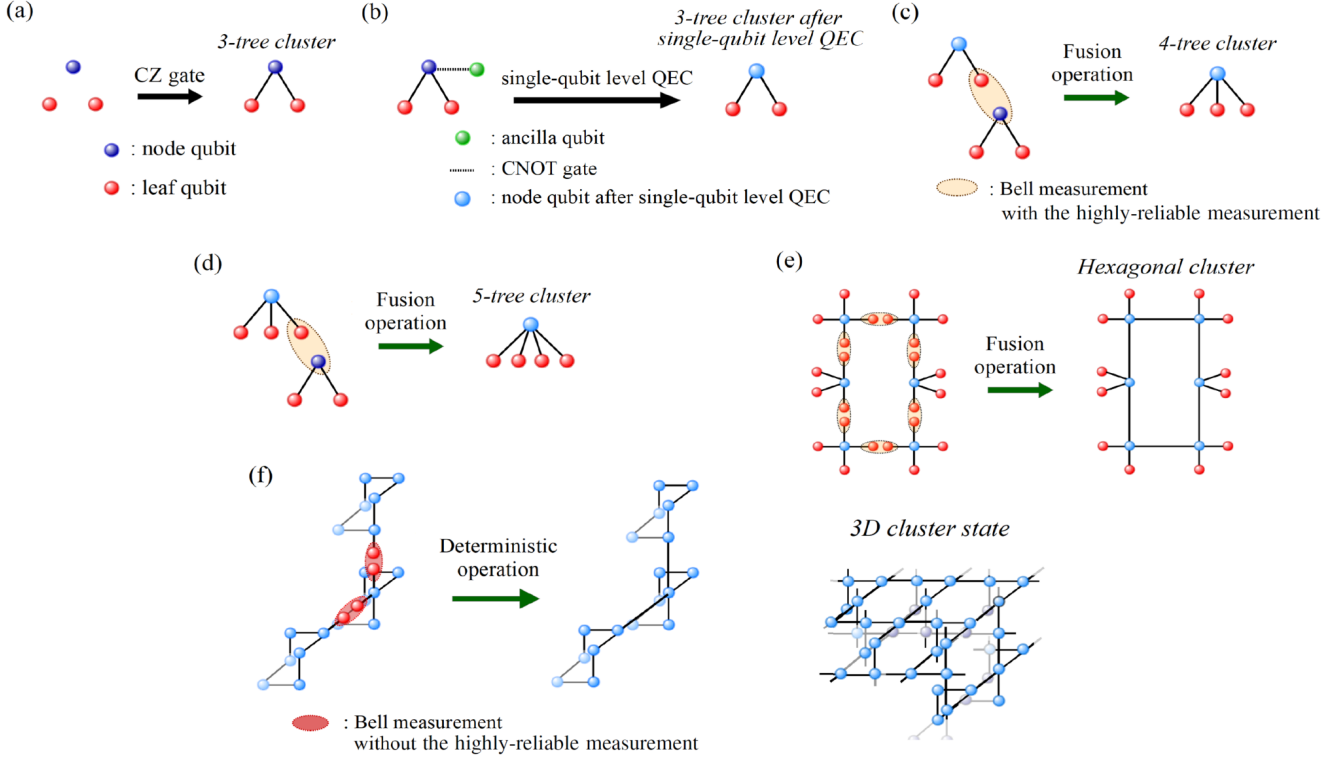 (a)
3-tree cluster
CZ gate
: node qubit
: leaf qubit
(b)
3-tree cluster after
single-qubit level QEC
single-qubit level QEC
: ancilla qubit
: CNOT gate
: node qubit after single-qubit level QEC
(c)
Fusion
operation
4-tree cluster
: Bell measurement
with the highly-reliable measurement
(d)
Fusion
operation
5-tree cluster
(e)
Hexagonal cluster
Fusion
operation
(f)
Deterministic
operation
: Bell measurement
without the highly-reliable measurement
3D cluster state